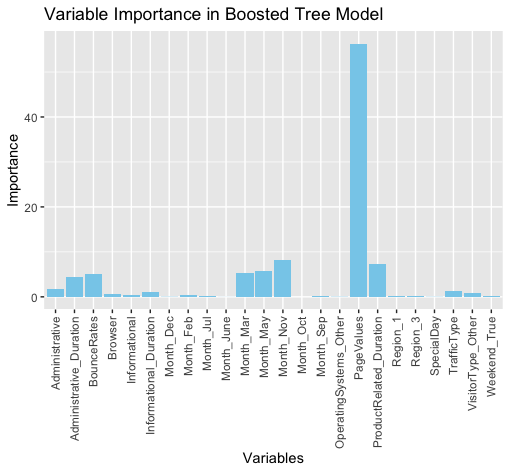 Variable Importance in Boosted Tree Model
Importance
40
20
0
Administrative
Administrative_Duration
BounceRates
Browser
Informational
Informational_Duration
Month_Dec
Month_Feb
Month_Jul
Month_June
Month_Mar
Month_May
Month_Nov
Month_Oct
Month_Sep
OperatingSystems_Other
PageValues
ProductRelated_Duration
Region_1
Region_3
SpecialDay
TrafficType
VisitorType_Other
Weekend_True
Variables